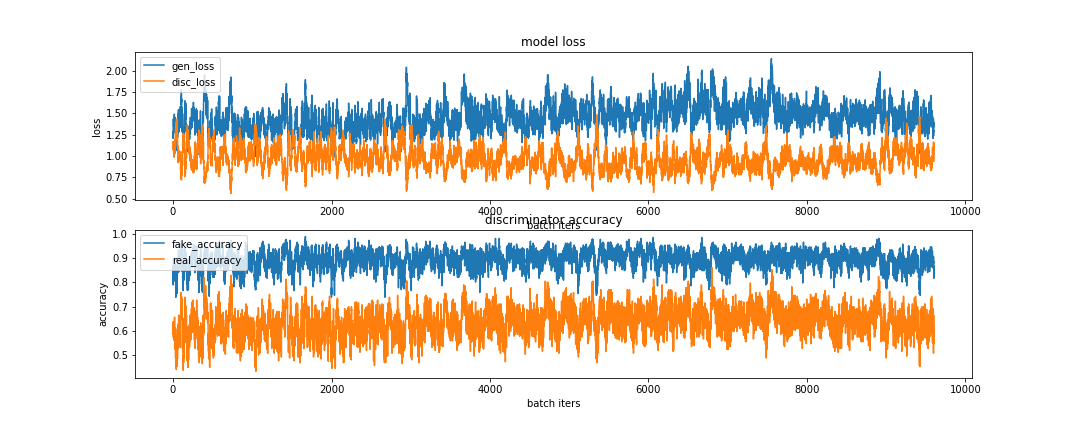 model loss
gen_loss
disc_loss
2.00
1.75
1.50
1.25
1.00
0.75
0.50
loss
0
2000
4000
6000
8000
10000
batch iters
discriminator accuracy
fake_accuracy
real_accuracy
1.0
0.9
0.8
0.7
0.6
0.5
accuracy
0
2000
4000
6000
8000
10000
batch iters